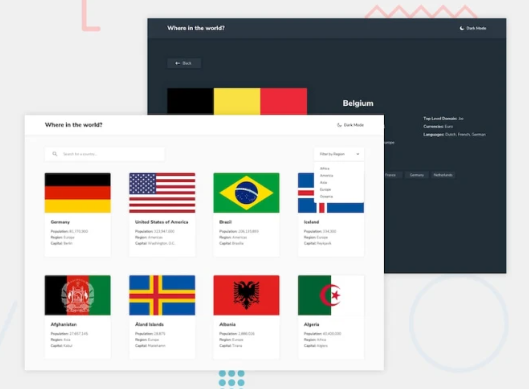 Where in the world?
Dark Mode
← Back
Belgium
Top Level Domain: .be
Currencies: Euro
Languages: Dutch, French, German
France
Germany
Netherlands
Where in the world?
Dark Mode
Search for a country
Filter by Region
Africa
America
Asia
Europe
Oceania
Germany
Population: 81,770,900
Region: Europe
Capital: Berlin
United States of America
Population: 323,947,000
Region: Americas
Capital: Washington, D.C.
Brazil
Population: 206,135,893
Region: Americas
Capital: Brasília
Iceland
Population: 334,300
Region: Europe
Capital: Reykjavík
Afghanistan
Population: 27,657,145
Region: Asia
Capital: Kabul
Åland Islands
Population: 28,875
Region: Europe
Capital: Mariehamn
Albania
Population: 2,886,026
Region: Europe
Capital: Tirana
Algeria
Population: 40,400,000
Region: Africa
Capital: Algiers